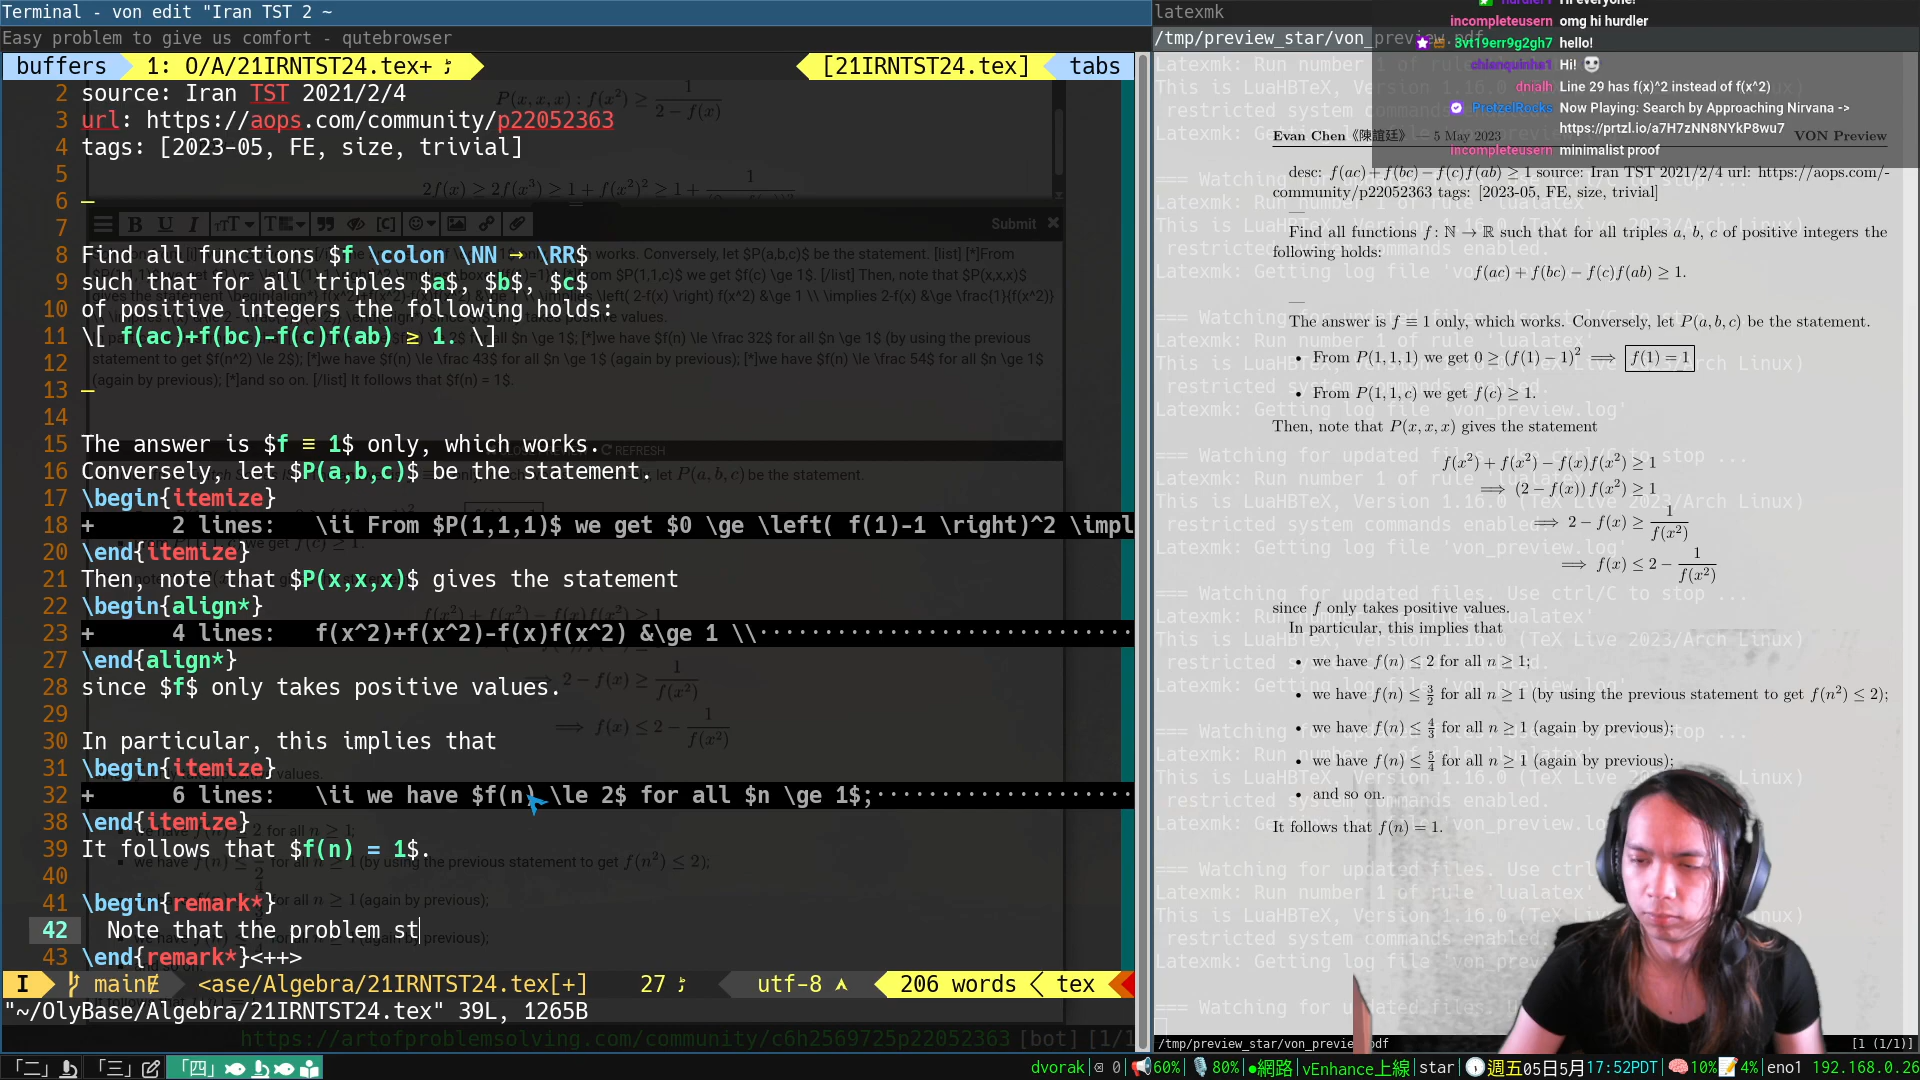 Terminal - von edit "Iran TST 2 ~
Easy problem to give us comfort - qutebrowser
buffers 1: O/A/21IRNTST24.tex+ [21IRNTST24.tex] tabs
2 source: Iran TST 2021/2/4
3 url: https://aops.com/community/p22052363
4 tags: [2023-05, FE, size, trivial]
5
6 —
7
8 Find all functions $f \colon \NN → \RR$
9 such that for all triples $a$, $b$, $c$
10 of positive integers the following holds:
11 \[ f(ac)+f(bc)-f(c)f(ab) ≥ 1. \]
12
13 —
14
15 The answer is $f ≡ 1$ only, which works.
16 Conversely, let $P(a,b,c)$ be the statement.
17 \begin{itemize}
18 + 2 lines: \ii From $P(1,1,1)$ we get $0 \ge \left( f(1)-1 \right)^2 \impl
20 \end{itemize}
21 Then, note that $P(x,x,x)$ gives the statement
22 \begin{align*}
23 + 4 lines: f(x^2)+f(x^2)-f(x)f(x^2) &\ge 1 \\
27 \end{align*}
28 since $f$ only takes positive values.
29
30 In particular, this implies that
31 \begin{itemize}
32 + 6 lines: \ii we have $f(n) \le 2$ for all $n \ge 1$;
38 \end{itemize}
39 It follows that $f(n) = 1$.
40
41 \begin{remark*}
42 Note that the problem st
43 \end{remark*}<++>
I main <ase/Algebra/21IRNTST24.tex[+] 27 utf-8 206 words tex
"~/OlyBase/Algebra/21IRNTST24.tex" 39L, 1265B
https://artofproblemsolving.com/community/c6h2569725p22052363 [bot] [1/1
latexmk
/tmp/preview_star/von_preview.pdf
hurdler1 Hi everyone!
incompleteusern omg hi hurdler
3vt19err9g2gh7 hello!
chienquinha1 Hi!
dnialh Line 29 has f(x)^2 instead of f(x^2)
PretzelRocks Now Playing: Search by Approaching Nirvana -> https://prtzl.io/a7H7zNN8NYkP8wu7
incompleteusern minimalist proof
Evan Chen《陳誼廷》 — 5 May 2023 VON Preview
desc: f(ac) + f(bc) − f(c)f(ab) ≥ 1 source: Iran TST 2021/2/4 url: https://aops.com/-
community/p22052363 tags: [2023-05, FE, size, trivial]
—
Find all functions f : ℕ → ℝ such that for all triples a, b, c of positive integers the
following holds:
f(ac) + f(bc) − f(c)f(ab) ≥ 1.
—
The answer is f ≡ 1 only, which works. Conversely, let P(a, b, c) be the statement.
• From P(1, 1, 1) we get 0 ≥ (f(1) − 1)² ⟹ f(1) = 1
• From P(1, 1, c) we get f(c) ≥ 1.
Then, note that P(x, x, x) gives the statement
f(x²) + f(x²) − f(x)f(x²) ≥ 1
⟹ (2 − f(x)) f(x²) ≥ 1
⟹ 2 − f(x) ≥ 1/f(x²)
⟹ f(x) ≤ 2 − 1/f(x²)
since f only takes positive values.
In particular, this implies that
• we have f(n) ≤ 2 for all n ≥ 1;
• we have f(n) ≤ 3/2 for all n ≥ 1 (by using the previous statement to get f(n²) ≤ 2);
• we have f(n) ≤ 4/3 for all n ≥ 1 (again by previous);
• we have f(n) ≤ 5/4 for all n ≥ 1 (again by previous);
• and so on.
It follows that f(n) = 1.
/tmp/preview_star/von_preview.pdf [1 (1/1)]
「二」 「三」 「四」
dvorak 0 60% 80% 網路 vEnhance上線 star 週五05日5月17:52PDT 10% 4% eno1 192.168.0.26